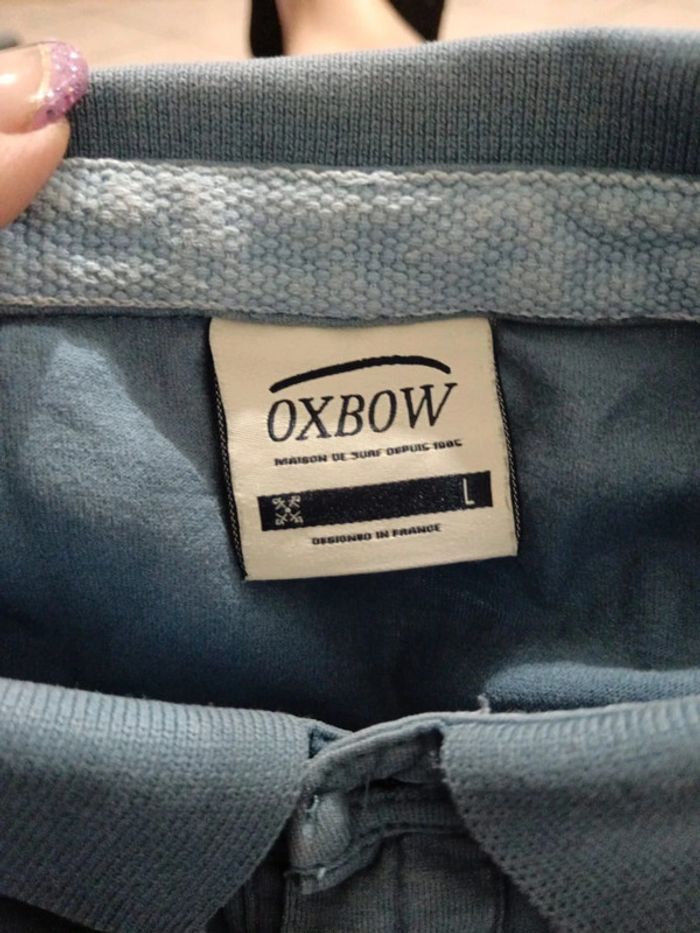 OXBOW
MAISON DE SURF DEPUIS 1985
L
DESIGNED IN FRANCE